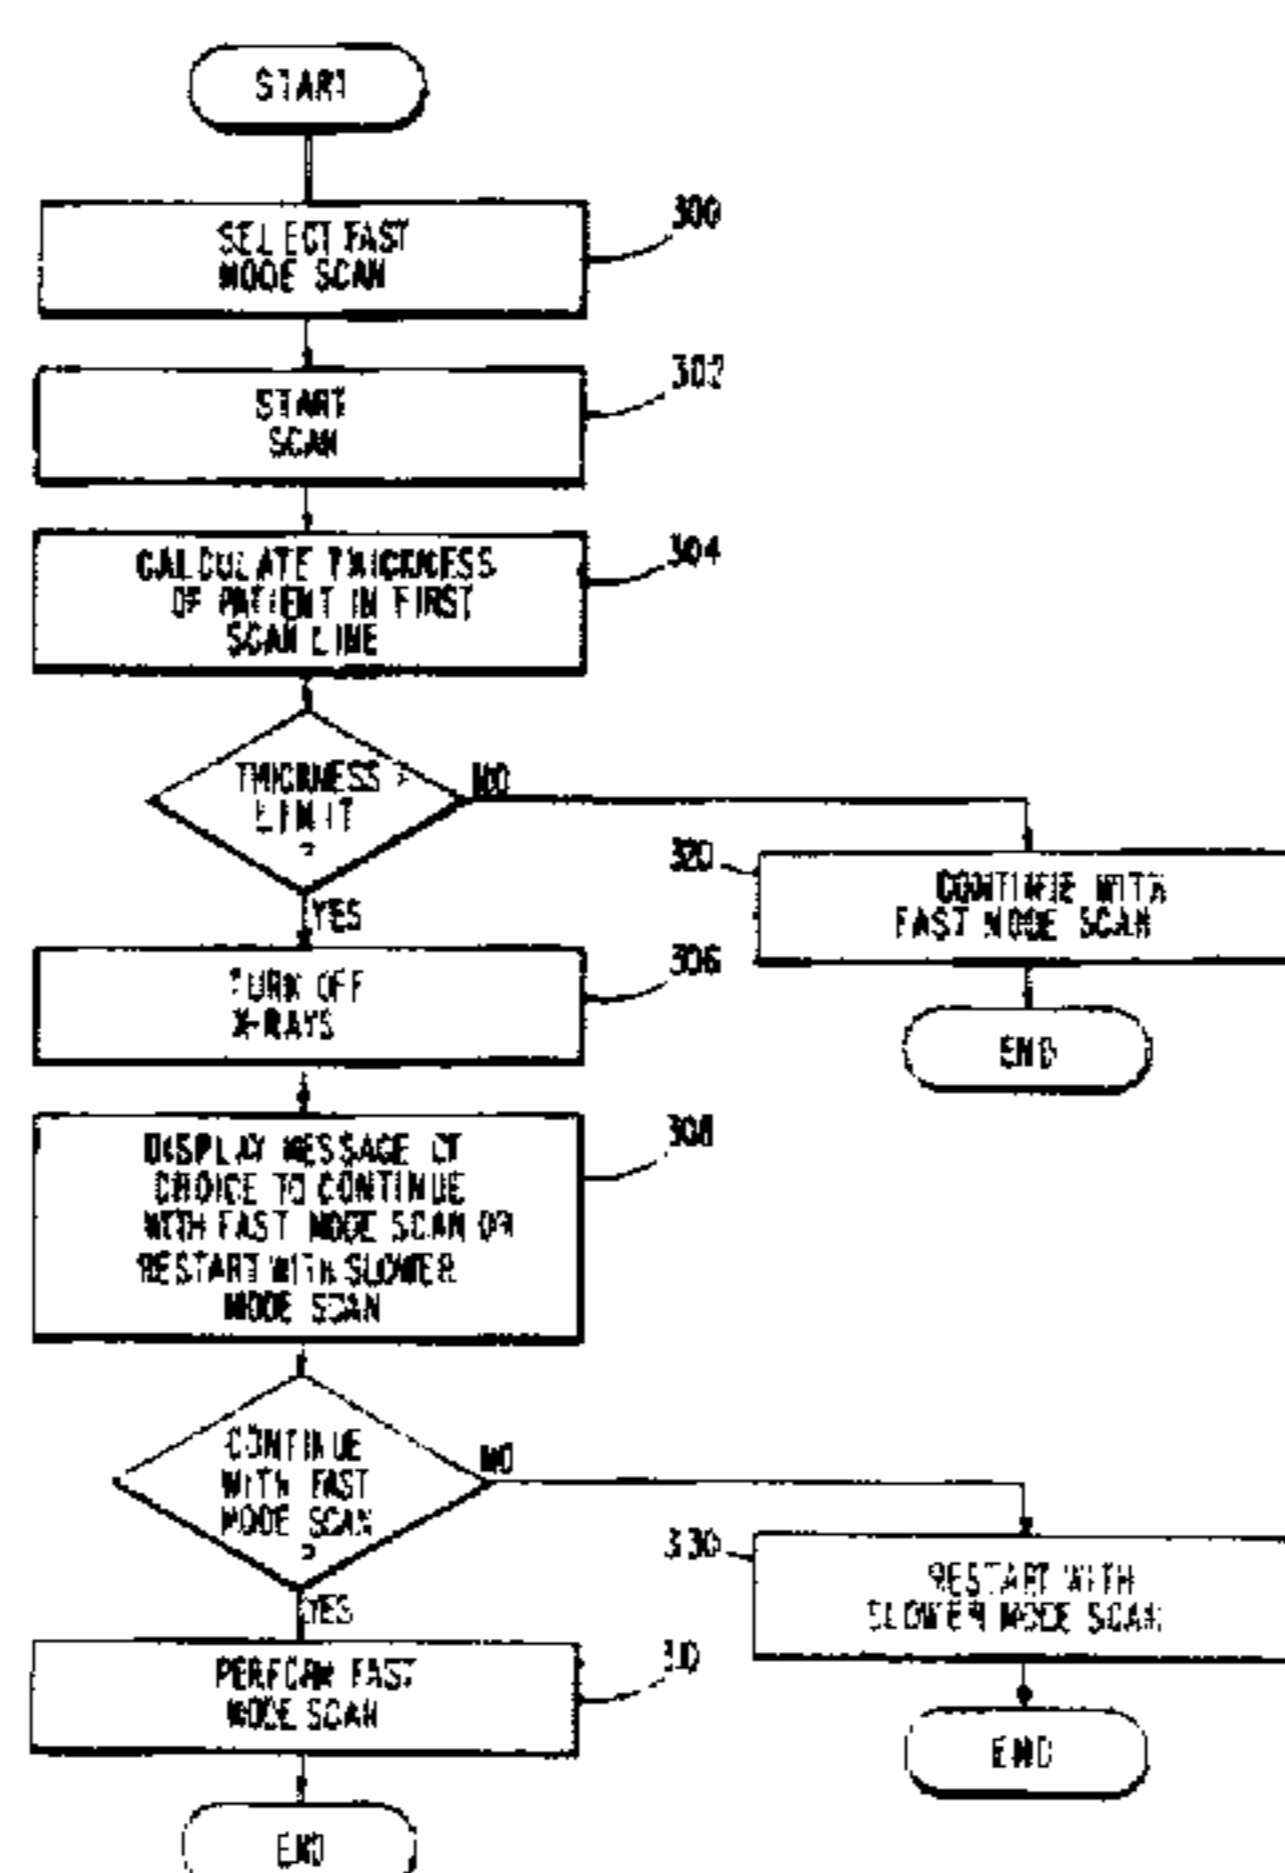 START
SELECT FAST
MODE SCAN
300
START
SCAN
302
CALCULATE THICKNESS
OF PATIENT IN FIRST
SCAN LINE
304
THICKNESS >
LIMIT
?
NO
YES
320
CONTINUE WITH
FAST MODE SCAN
END
TURN OFF
X-RAYS
306
DISPLAY MESSAGE OF
CHOICE TO CONTINUE
WITH FAST MODE SCAN OR
RESTART WITH SLOWER
MODE SCAN
308
CONTINUE
WITH FAST
MODE SCAN
?
NO
YES
330
RESTART WITH
SLOWER MODE SCAN
END
PERFORM FAST
MODE SCAN
END